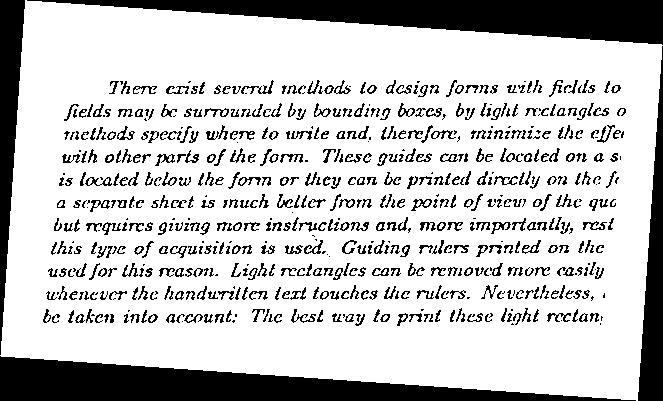 There exist several methods to design forms with fields to
fields may be surrounded by bounding boxes, by light rectangles o
methods specify where to write and, therefore, minimize the effe
with other parts of the form. These guides can be located on a s
is located below the form or they can be printed directly on the f
a separate sheet is much better from the point of view of the qua
but requires giving more instructions and, more importantly, rest
this type of acquisition is used. Guiding rulers printed on the
used for this reason. Light rectangles can be removed more easily
whenever the handwritten text touches the rulers. Nevertheless,
be taken into account: The best way to print these light rectan